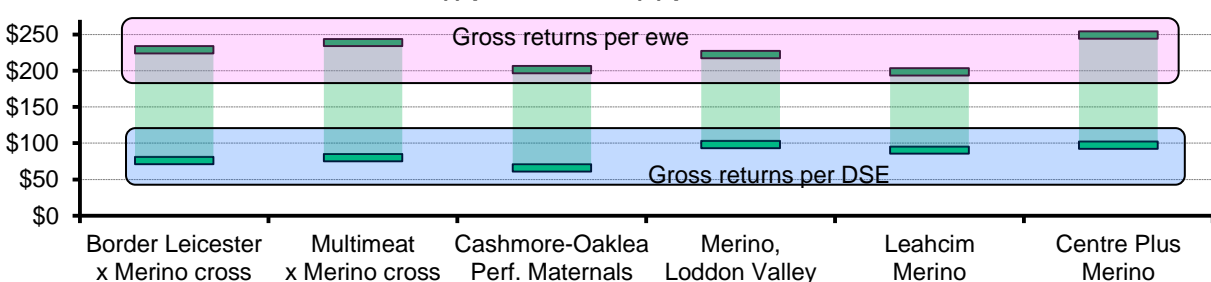 $250
$200
$150
$100
$50
$0
Gross returns per ewe
Gross returns per DSE
Border Leicester
x Merino cross
Multimeat
x Merino cross
Cashmore-Oaklea
Perf. Maternals
Merino,
Loddon Valley
Leahcim
Merino
Centre Plus
Merino